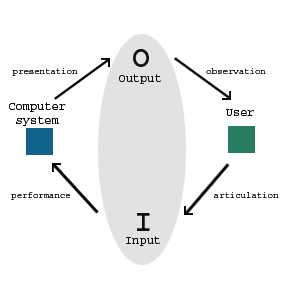 O
Output
presentation
observation
Computer
system
User
performance
articulation
I
Input